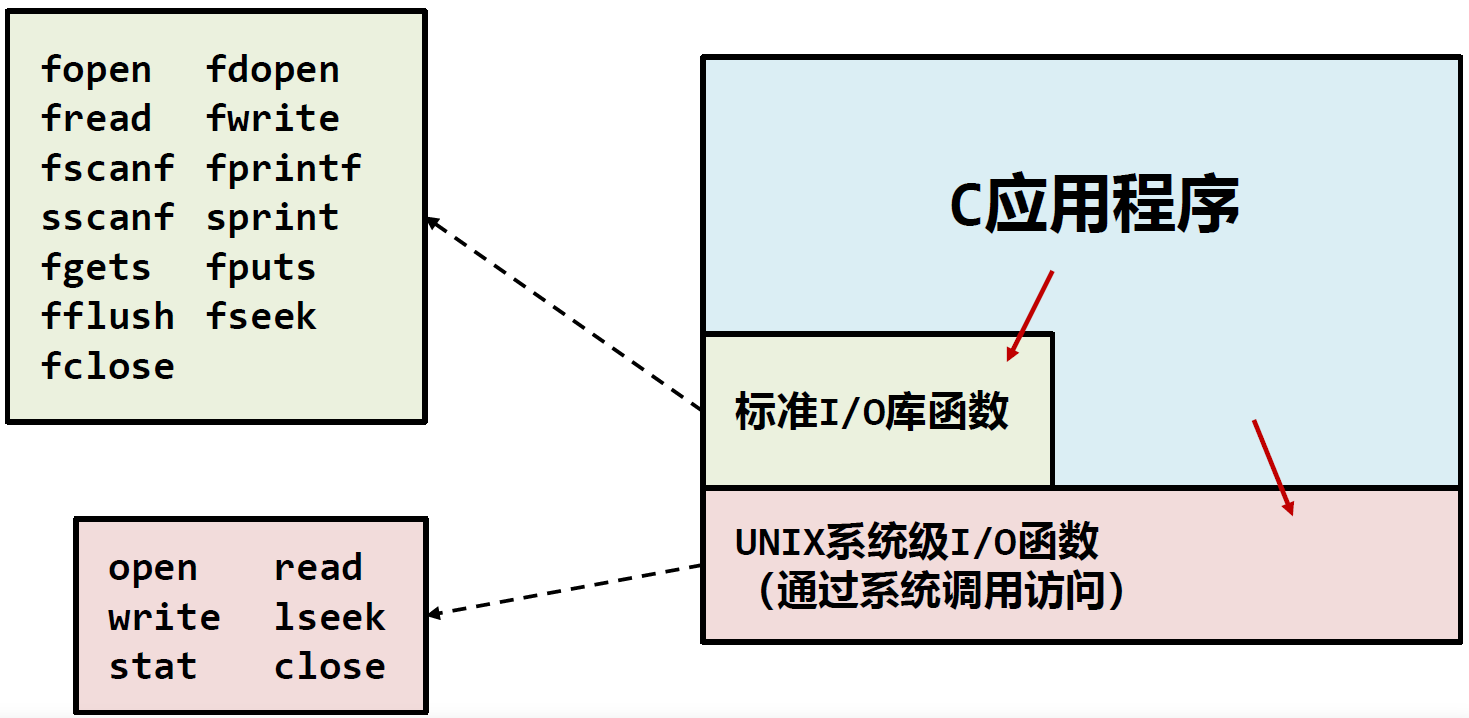 fopen fdopen
fread fwrite
fscanf fprintf
sscanf sprint
fgets fputs
fflush fseek
fclose
C应用程序
标准I/O库函数
UNIX系统级I/O函数
（通过系统调用访问）
open read
write lseek
stat close